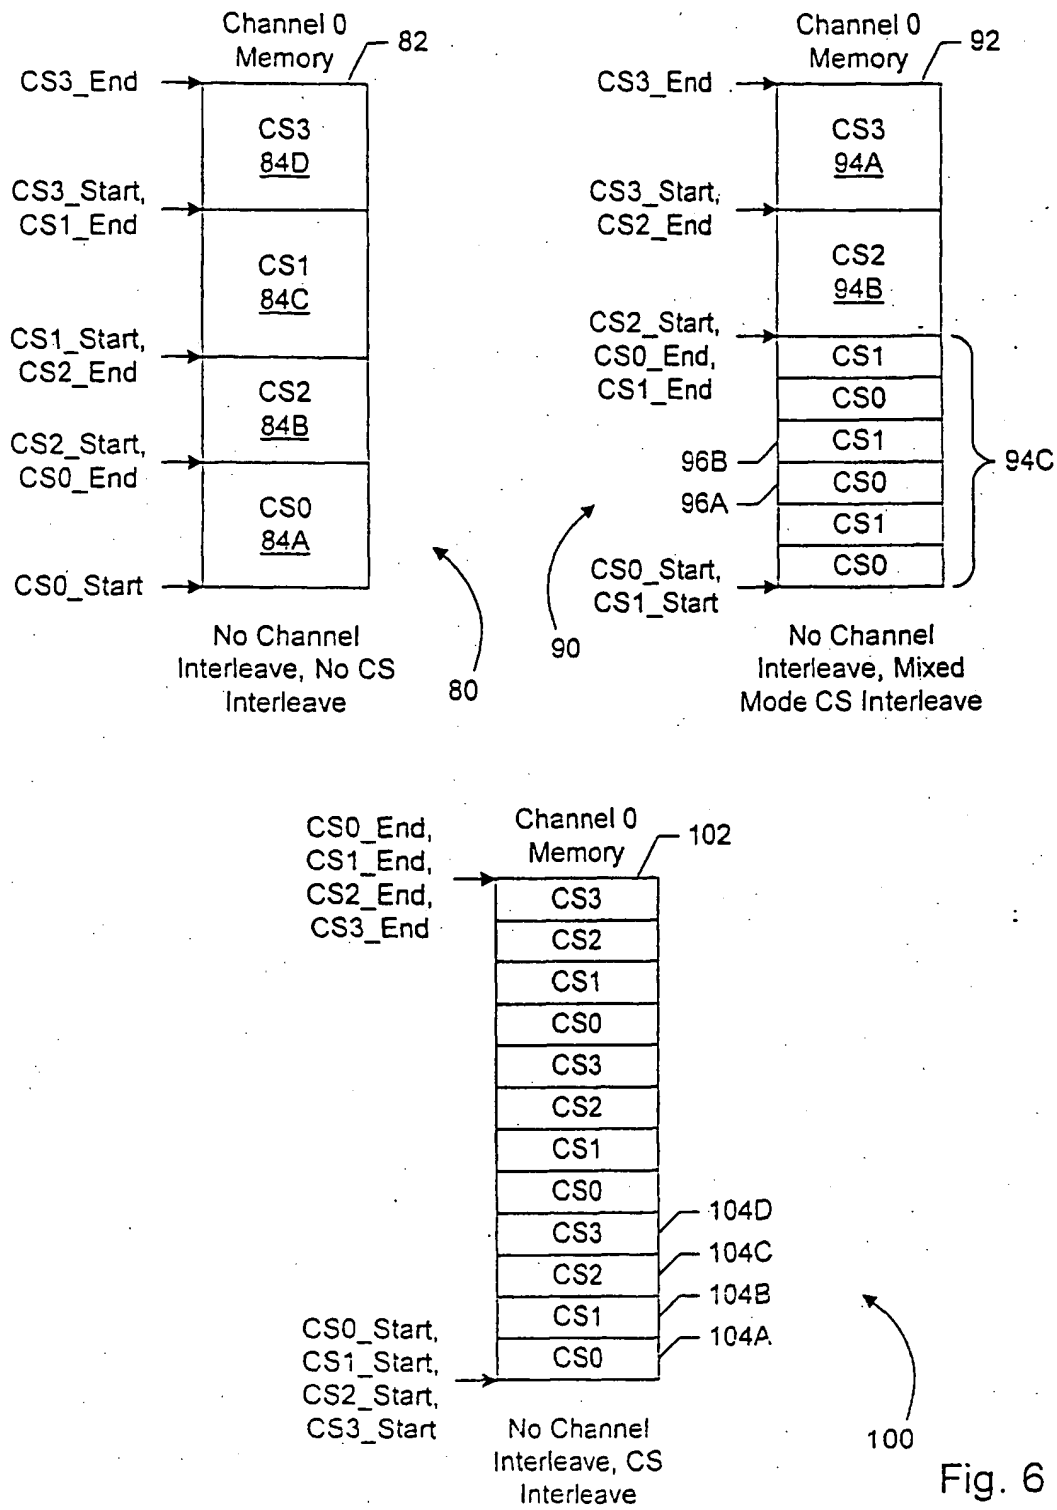 Channel 0
Memory
82
CS3_End
CS3
84D
CS3_Start,
CS1_End
CS1
84C
CS1_Start,
CS2_End
CS2
84B
CS2_Start,
CS0_End
CS0
84A
CS0_Start
No Channel
Interleave, No CS
Interleave
80
Channel 0
Memory
92
CS3_End
CS3
94A
CS3_Start,
CS2_End
CS2
94B
CS2_Start,
CS0_End,
CS1_End
CS1
CS0
CS1
96B
CS0
96A
CS1
CS0
94C
CS0_Start,
CS1_Start
90
No Channel
Interleave, Mixed
Mode CS Interleave
Channel 0
Memory
102
CS0_End,
CS1_End,
CS2_End,
CS3_End
CS3
CS2
CS1
CS0
CS3
CS2
CS1
CS0
CS3
104D
CS2
104C
CS1
104B
CS0
104A
CS0_Start,
CS1_Start,
CS2_Start,
CS3_Start
No Channel
Interleave, CS
Interleave
100
Fig. 6